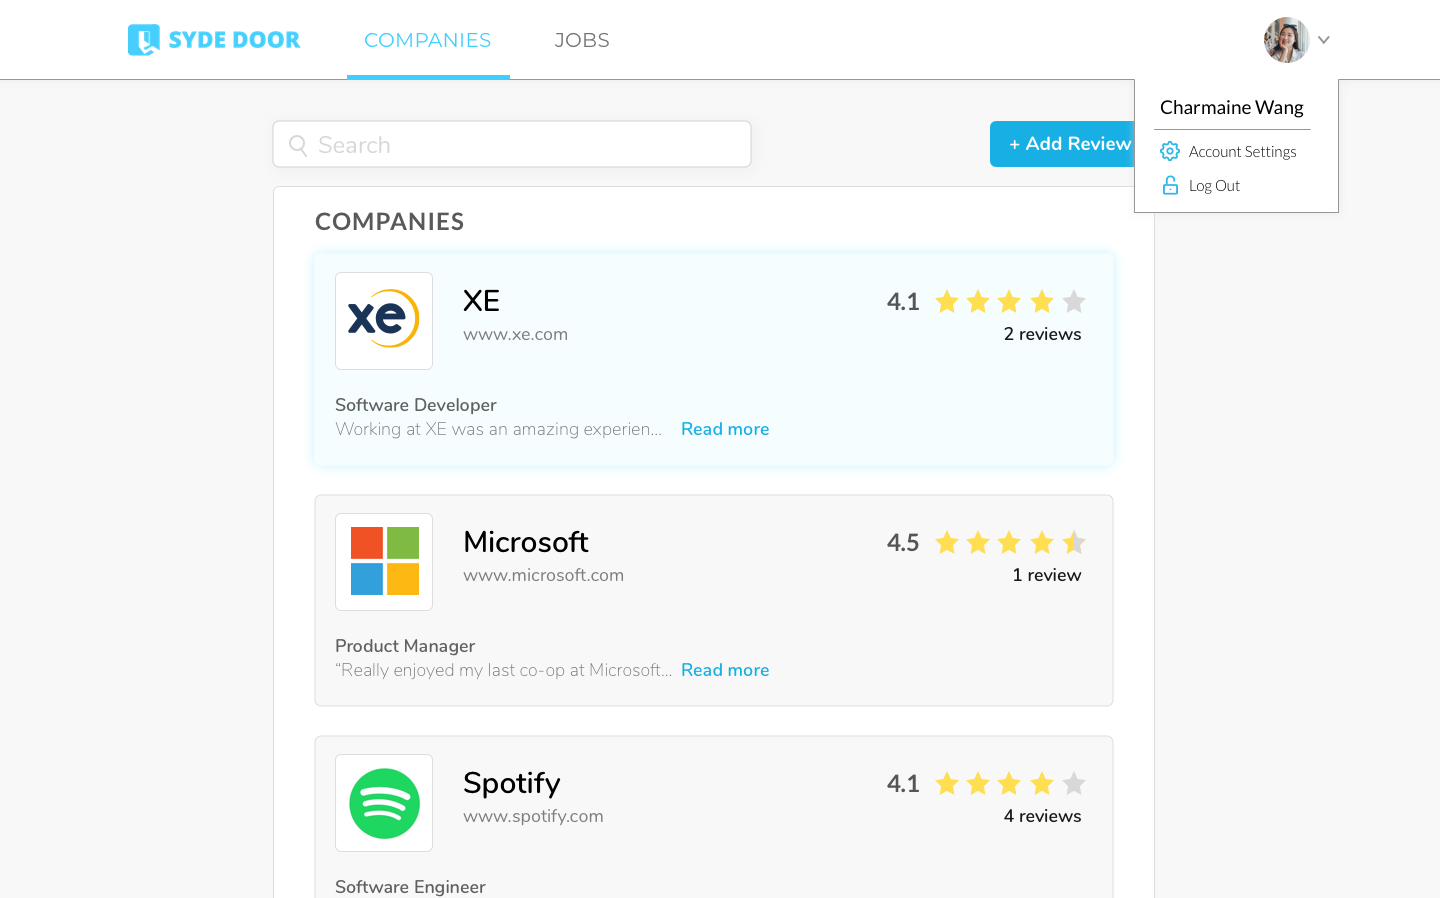 SYDE DOOR
COMPANIES
JOBS
Charmaine Wang
Account Settings
Log Out
Search
+ Add Review
COMPANIES
xe
XE
www.xe.com
4.1
2 reviews
Software Developer
Working at XE was an amazing experien... Read more
Microsoft
www.microsoft.com
4.5
1 review
Product Manager
“Really enjoyed my last co-op at Microsoft... Read more
Spotify
www.spotify.com
4.1
4 reviews
Software Engineer